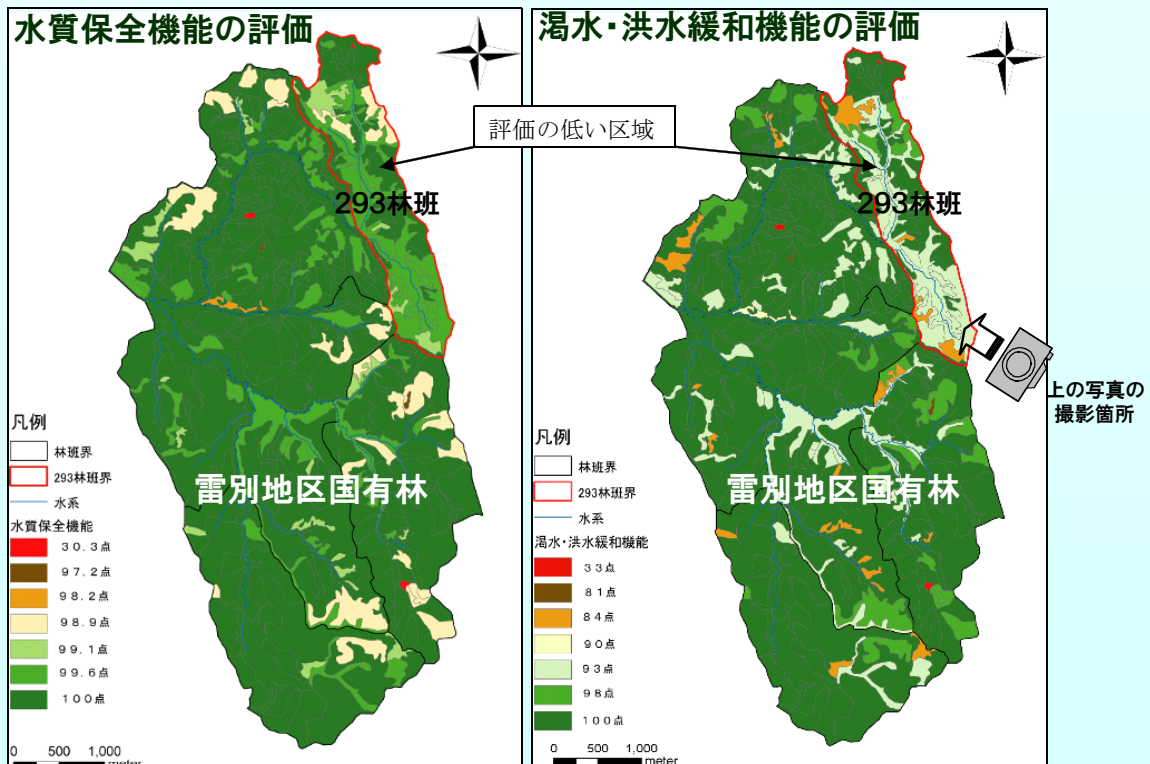 水質保全機能の評価
293林班
雷別地区国有林
凡例
林班界
293林班界
水系
水質保全機能
30.3点
97.2点
98.2点
98.9点
99.1点
99.6点
100点
0 500 1,000
meter
評価の低い区域
渇水・洪水緩和機能の評価
293林班
雷別地区国有林
凡例
林班界
293林班界
水系
渇水・洪水緩和機能
33点
81点
84点
90点
93点
98点
100点
0 500 1,000
meter
上の写真の
撮影箇所